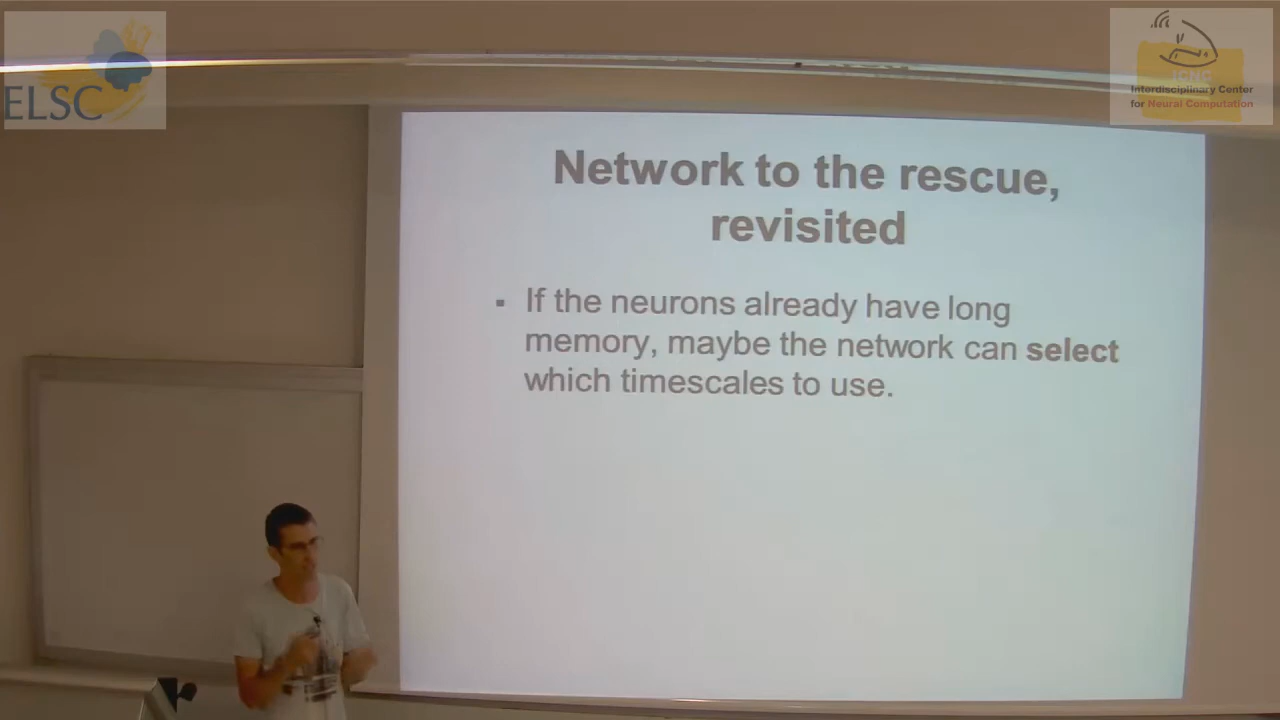 ELSC
ICNC
Interdisciplinary Center
for Neural Computation
Network to the rescue,
revisited
▪ If the neurons already have long
memory, maybe the network can select
which timescales to use.